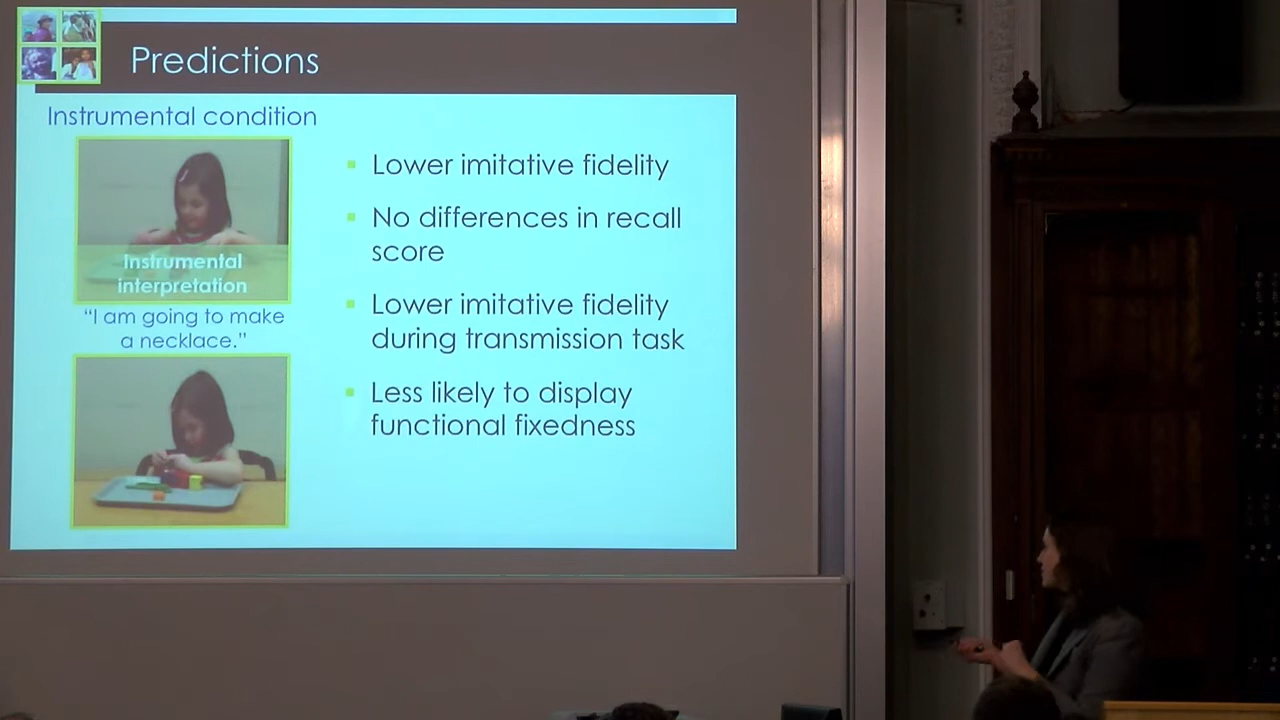 Predictions
Instrumental condition
Instrumental
interpretation
“I am going to make
a necklace.”
Lower imitative fidelity
No differences in recall
score
Lower imitative fidelity
during transmission task
Less likely to display
functional fixedness